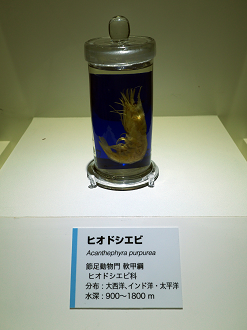 ヒオドシエビ
Acanthephyra purpurea
節足動物門 軟甲綱
ヒオドシエビ科
分布：大西洋、インド洋・太平洋
水深：900〜1800 m